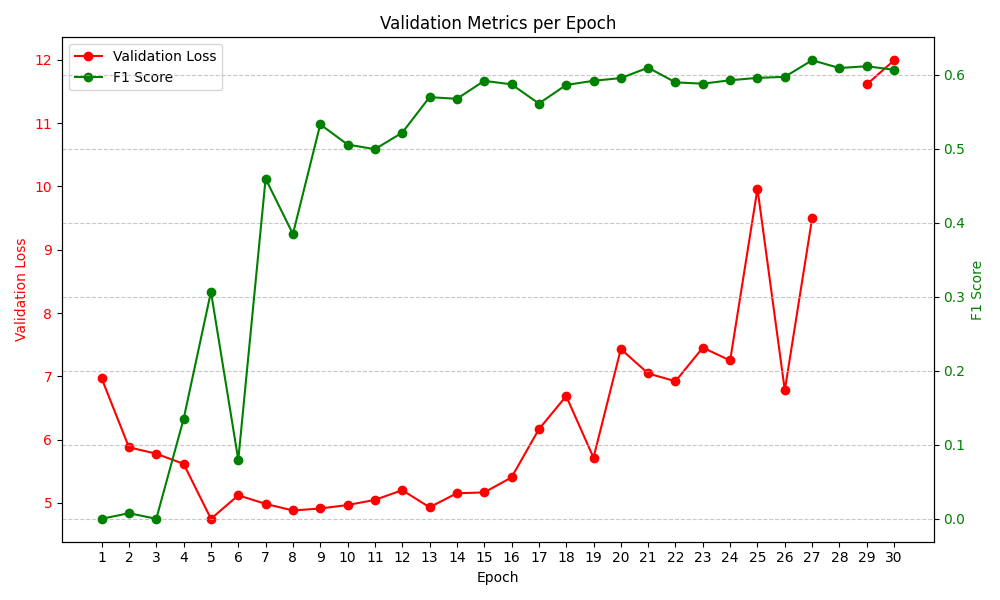 Validation Metrics per Epoch
Validation Loss
F1 Score
12
11
10
9
8
7
6
5
Validation Loss
0.6
0.5
0.4
0.3
0.2
0.1
0.0
F1 Score
1 2 3 4 5 6 7 8 9 10 11 12 13 14 15 16 17 18 19 20 21 22 23 24 25 26 27 28 29 30
Epoch